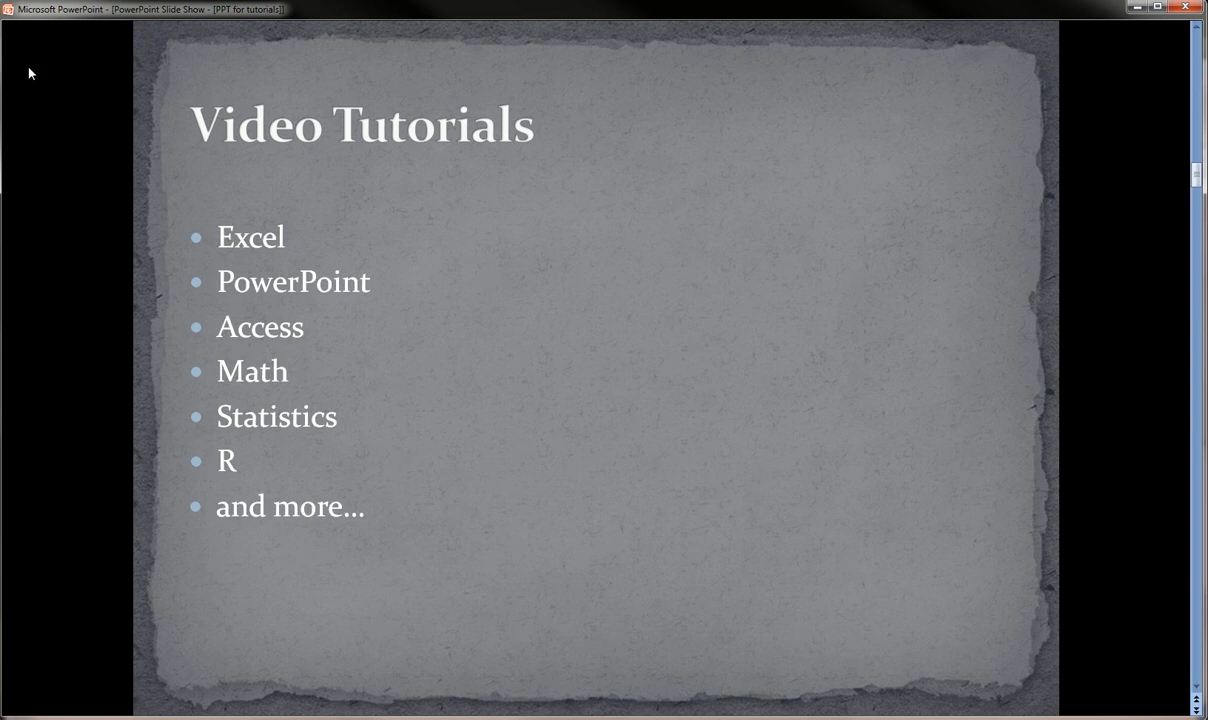 Microsoft PowerPoint - [PowerPoint Slide Show - [PPT for tutorials]]
Video Tutorials
Excel
PowerPoint
Access
Math
Statistics
R
and more...